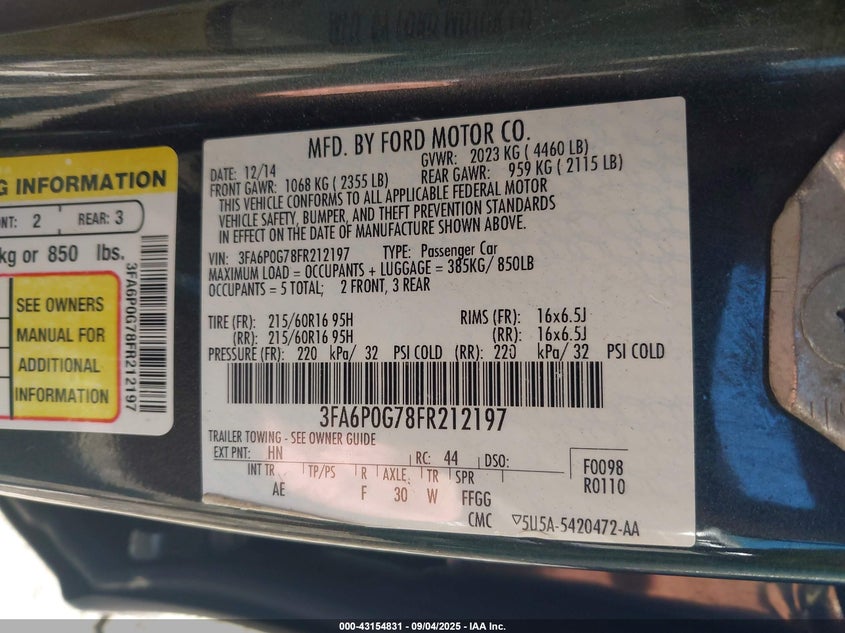 MFD. BY FORD MOTOR CO.
DATE: 12/14 GVWR: 2023 KG ( 4460 LB)
FRONT GAWR: 1068 KG ( 2355 LB) REAR GAWR: 959 KG ( 2115 LB)
THIS VEHICLE CONFORMS TO ALL APPLICABLE FEDERAL MOTOR
VEHICLE SAFETY, BUMPER, AND THEFT PREVENTION STANDARDS
IN EFFECT ON THE DATE OF MANUFACTURE SHOWN ABOVE.
VIN: 3FA6P0G78FR212197 TYPE: Passenger Car
MAXIMUM LOAD = OCCUPANTS + LUGGAGE = 385KG/ 850LB
OCCUPANTS = 5 TOTAL; 2 FRONT, 3 REAR
TIRE (FR): 215/60R16 95H RIMS (FR): 16x6.5J
(RR): 215/60R16 95H (RR): 16x6.5J
PRESSURE (FR): 220 kPa/ 32 PSI COLD (RR): 220 kPa/ 32 PSI COLD
3FA6P0G78FR212197
TRAILER TOWING - SEE OWNER GUIDE
EXT PNT: HN RC: 44 DSO: F0098
INT TR TP/PS R AXLE TR SPR R0110
AE F 30 W FFGG
CMC ▽5U5A-5420472-AA
G INFORMATION
NT: 2 REAR: 3
kg or 850 lbs.
SEE OWNERS
MANUAL FOR
ADDITIONAL
INFORMATION
3FA6P0G78FR212197
000-43154831 - 09/04/2025 - IAA Inc.